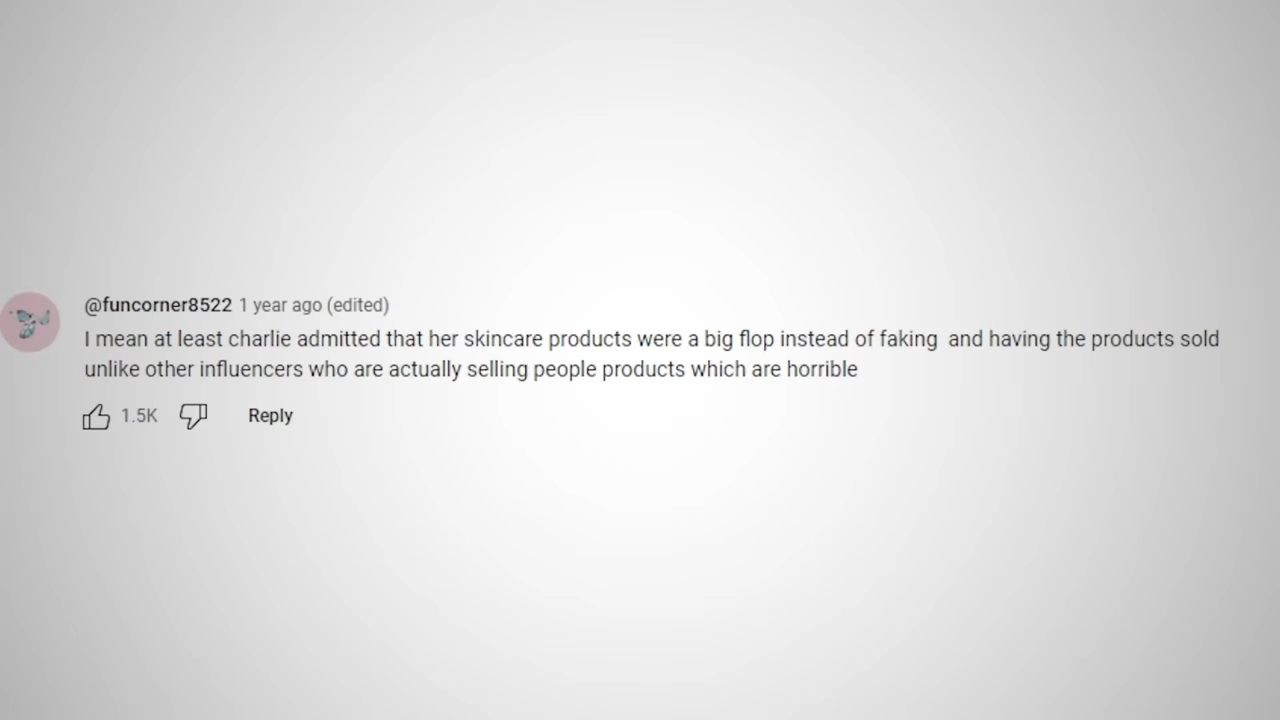 @funcorner8522 1 year ago (edited)
I mean at least charlie admitted that her skincare products were a big flop instead of faking  and having the products sold
unlike other influencers who are actually selling people products which are horrible
1.5K Reply